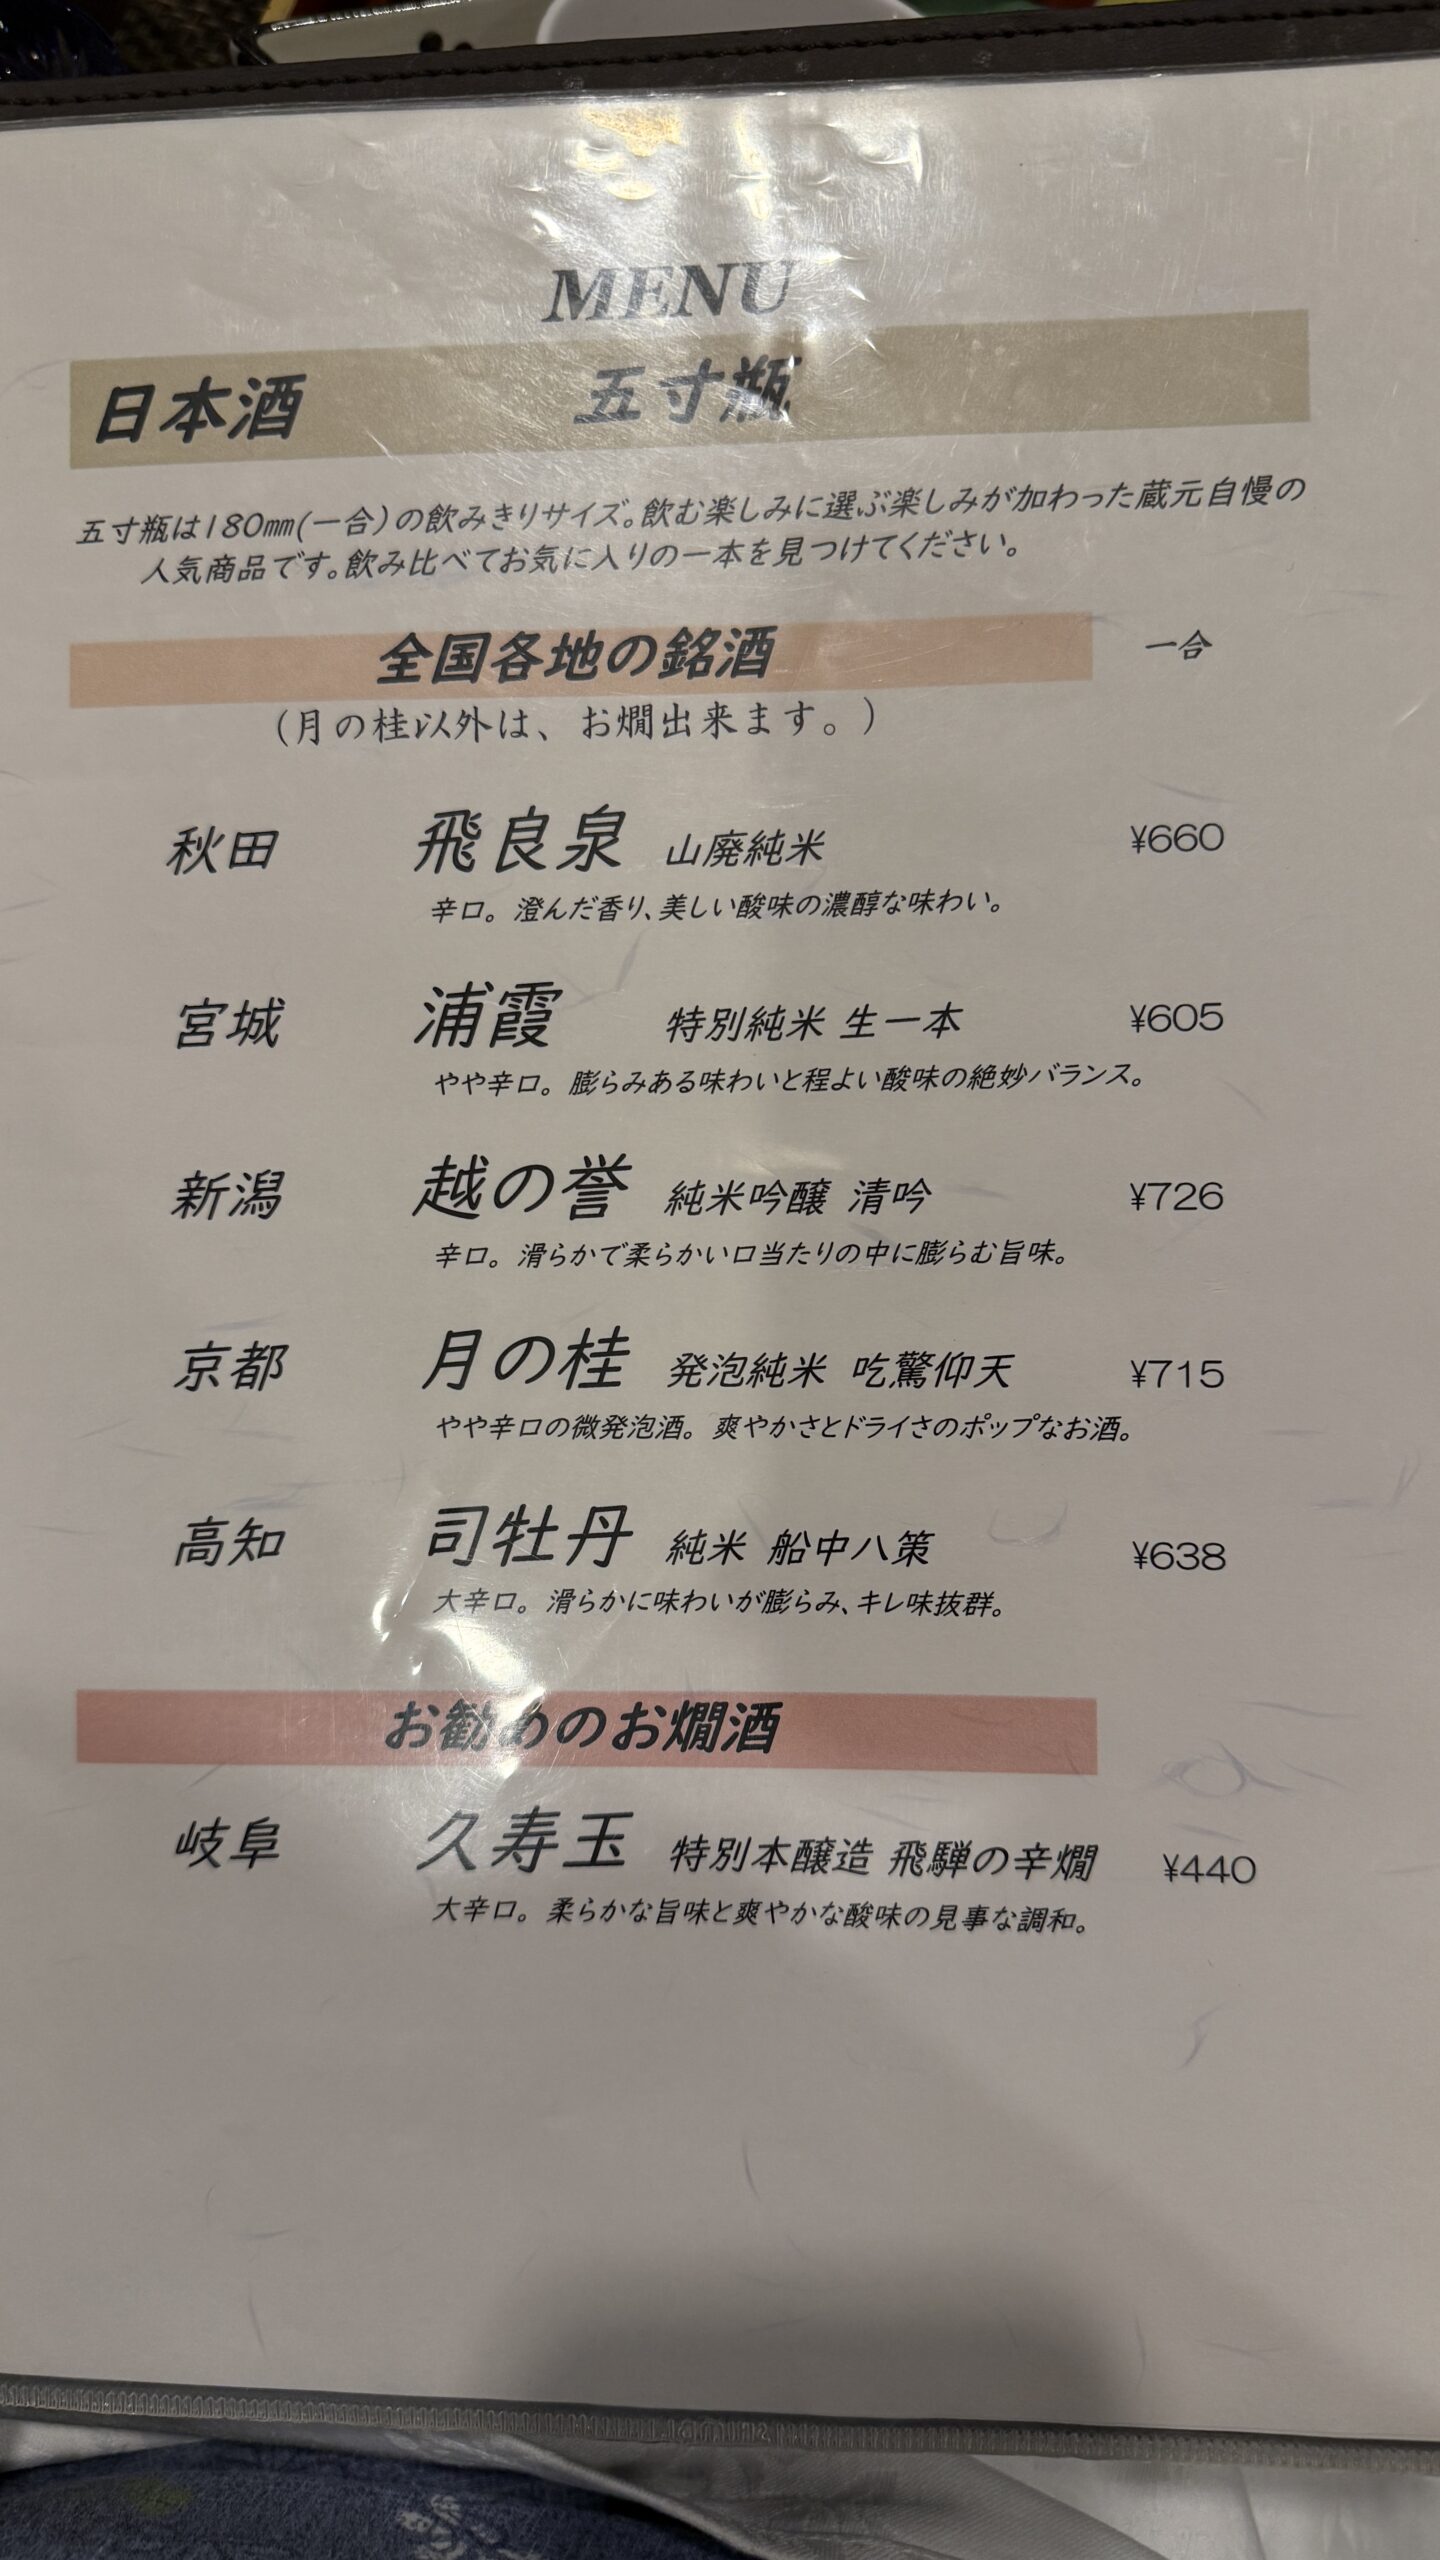 MENU
日本酒 五寸瓶
五寸瓶は180㎜(一合)の飲みきりサイズ。飲む楽しみに選ぶ楽しみが加わった蔵元自慢の
人気商品です。飲み比べてお気に入りの一本を見つけてください。
全国各地の銘酒 一合
(月の桂以外は、お燗出来ます。)
秋田 飛良泉 山廃純米 ¥660
辛口。澄んだ香り、美しい酸味の濃醇な味わい。
宮城 浦霞 特別純米 生一本 ¥605
やや辛口。膨らみある味わいと程よい酸味の絶妙バランス。
新潟 越の誉 純米吟醸 清吟 ¥726
辛口。滑らかで柔らかい口当たりの中に膨らむ旨味。
京都 月の桂 発泡純米 吃驚仰天 ¥715
やや辛口の微発泡酒。爽やかさとドライさのポップなお酒。
高知 司牡丹 純米 船中八策 ¥638
大辛口。滑らかに味わいが膨らみ、キレ味抜群。
お勧めのお燗酒
岐阜 久寿玉 特別本醸造 飛騨の辛燗 ¥440
大辛口。柔らかな旨味と爽やかな酸味の見事な調和。